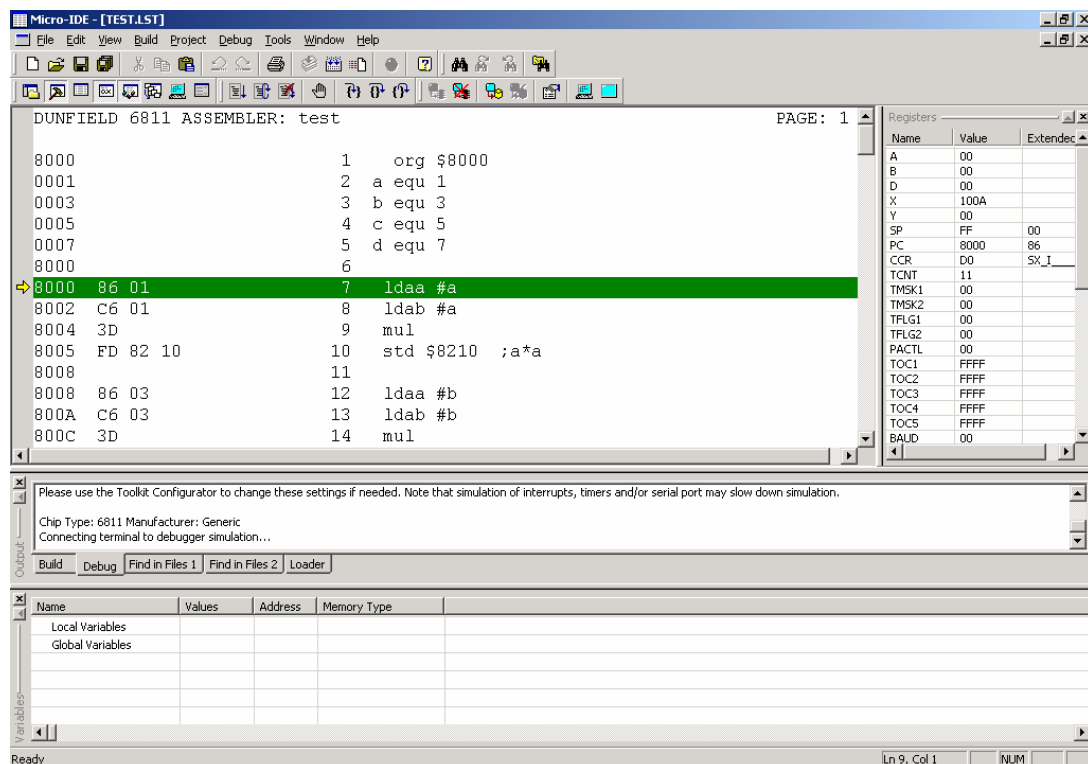 Micro-IDE - [TEST.LST]
File Edit View Build Project Debug Tools Window Help
DUNFIELD 6811 ASSEMBLER: test PAGE: 1
8000 1 org $8000
0001 2 a equ 1
0003 3 b equ 3
0005 4 c equ 5
0007 5 d equ 7
8000 6
8000 86 01 7 ldaa #a
8002 C6 01 8 ldab #a
8004 3D 9 mul
8005 FD 82 10 10 std $8210 ;a*a
8008 11
8008 86 03 12 ldaa #b
800A C6 03 13 ldab #b
800C 3D 14 mul
Registers
Name Value Extended
A 00
B 00
D 00
X 100A
Y 00
SP FF 00
PC 8000 86
CCR D0 SX_I____
TCNT 11
TMSK1 00
TMSK2 00
TFLG1 00
TFLG2 00
PACTL 00
TOC1 FFFF
TOC2 FFFF
TOC3 FFFF
TOC4 FFFF
TOC5 FFFF
BAUD 00
Output
Please use the Toolkit Configurator to change these settings if needed. Note that simulation of interrupts, timers and/or serial port may slow down simulation.
Chip Type: 6811 Manufacturer: Generic
Connecting terminal to debugger simulation...
Build Debug Find in Files 1 Find in Files 2 Loader
Variables
Name Values Address Memory Type
Local Variables
Global Variables
Ready Ln 9, Col 1 NUM